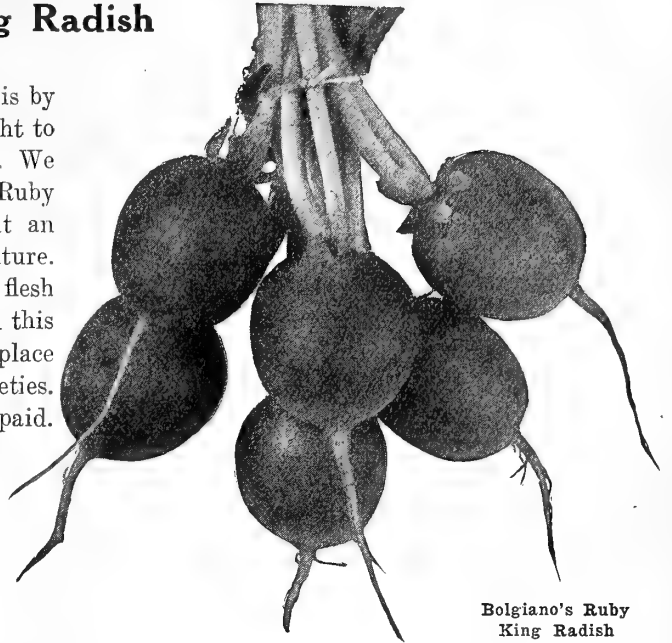 g Radish
is by
ht to
. We
Ruby
t an
ture.
flesh
this
place
eties.
paid.
Bolgiano's Ruby
King Radish